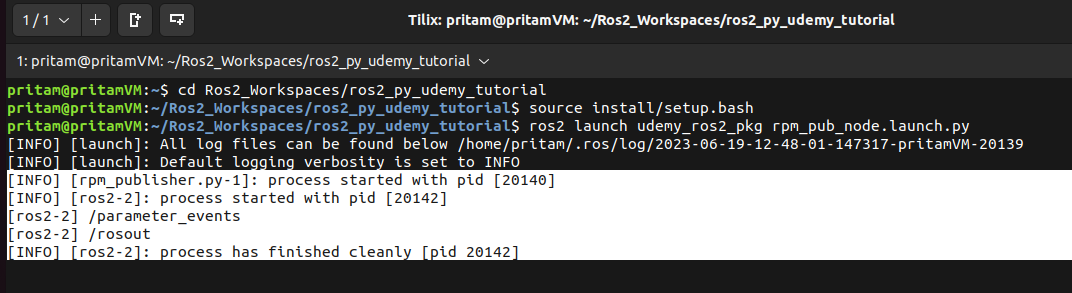 1 / 1
Tilix: pritam@pritamVM: ~/Ros2_Workspaces/ros2_py_udemy_tutorial
1: pritam@pritamVM: ~/Ros2_Workspaces/ros2_py_udemy_tutorial
pritam@pritamVM:~$ cd Ros2_Workspaces/ros2_py_udemy_tutorial
pritam@pritamVM:~/Ros2_Workspaces/ros2_py_udemy_tutorial$ source install/setup.bash
pritam@pritamVM:~/Ros2_Workspaces/ros2_py_udemy_tutorial$ ros2 launch udemy_ros2_pkg rpm_pub_node.launch.py
[INFO] [launch]: All log files can be found below /home/pritam/.ros/log/2023-06-19-12-48-01-147317-pritamVM-20139
[INFO] [launch]: Default logging verbosity is set to INFO
[INFO] [rpm_publisher.py-1]: process started with pid [20140]
[INFO] [ros2-2]: process started with pid [20142]
[ros2-2] /parameter_events
[ros2-2] /rosout
[INFO] [ros2-2]: process has finished cleanly [pid 20142]